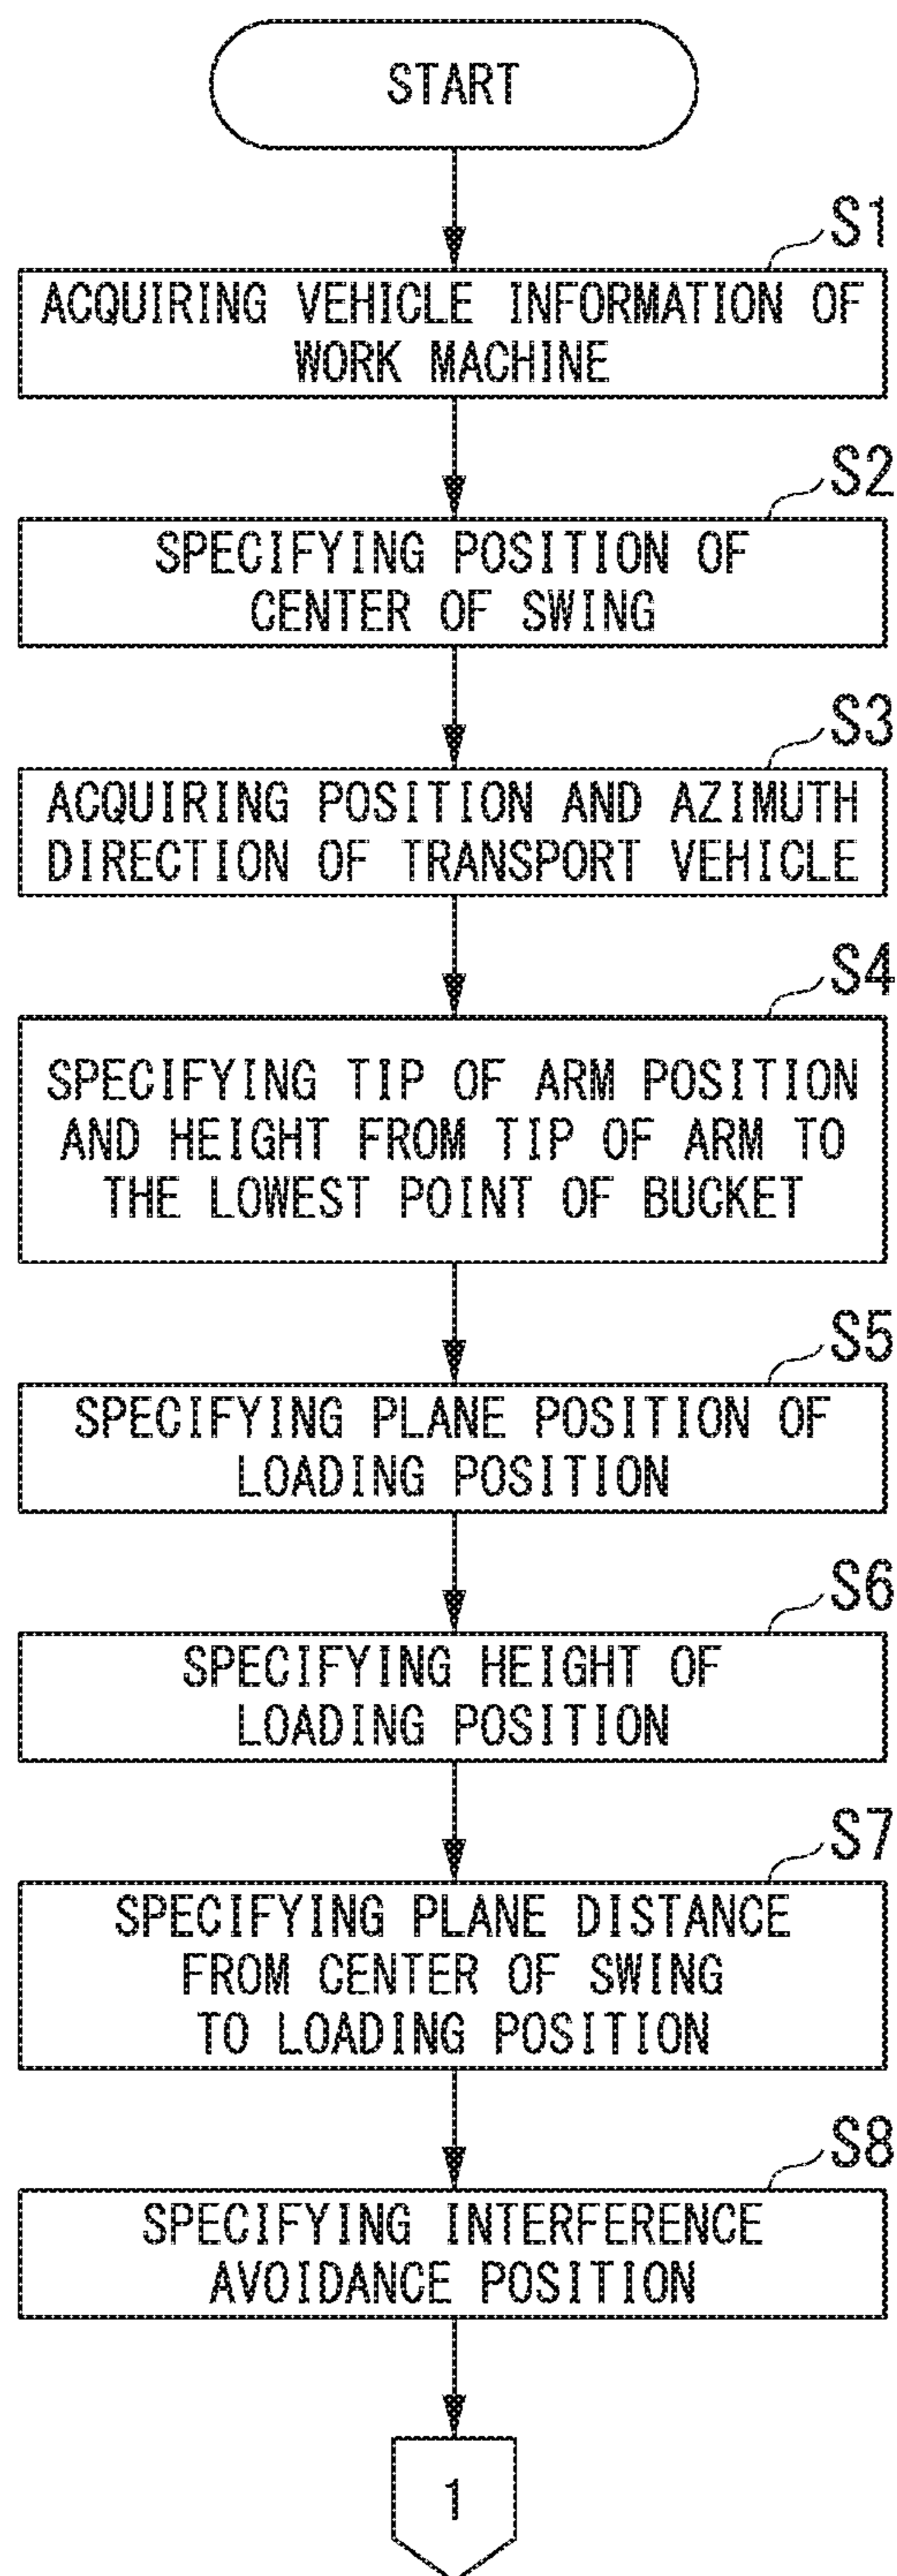 START
S1
ACQUIRING VEHICLE INFORMATION OF
WORK MACHINE
S2
SPECIFYING POSITION OF
CENTER OF SWING
S3
ACQUIRING POSITION AND AZIMUTH
DIRECTION OF TRANSPORT VEHICLE
S4
SPECIFYING TIP OF ARM POSITION
AND HEIGHT FROM TIP OF ARM TO
THE LOWEST POINT OF BUCKET
S5
SPECIFYING PLANE POSITION OF
LOADING POSITION
S6
SPECIFYING HEIGHT OF
LOADING POSITION
S7
SPECIFYING PLANE DISTANCE
FROM CENTER OF SWING
TO LOADING POSITION
S8
SPECIFYING INTERFERENCE
AVOIDANCE POSITION
1